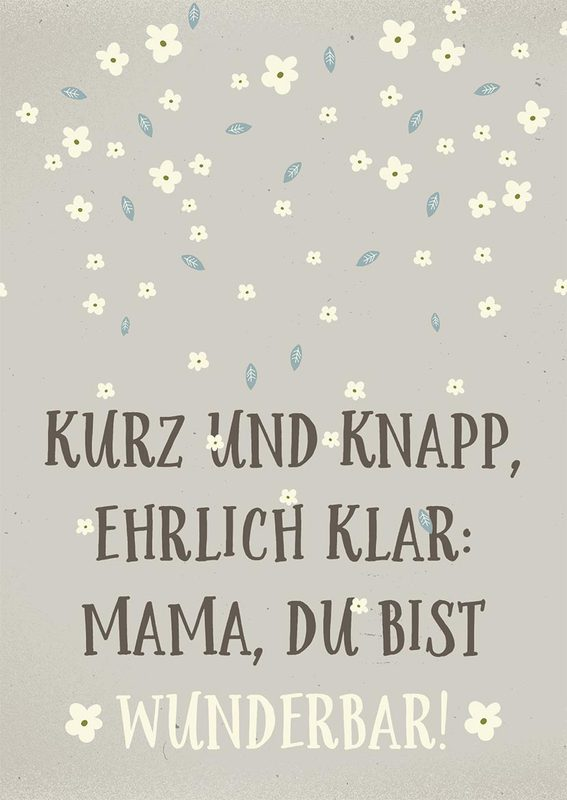 KURZ UND KNAPP,
EHRLICH KLAR:
MAMA, DU BIST
WUNDERBAR!